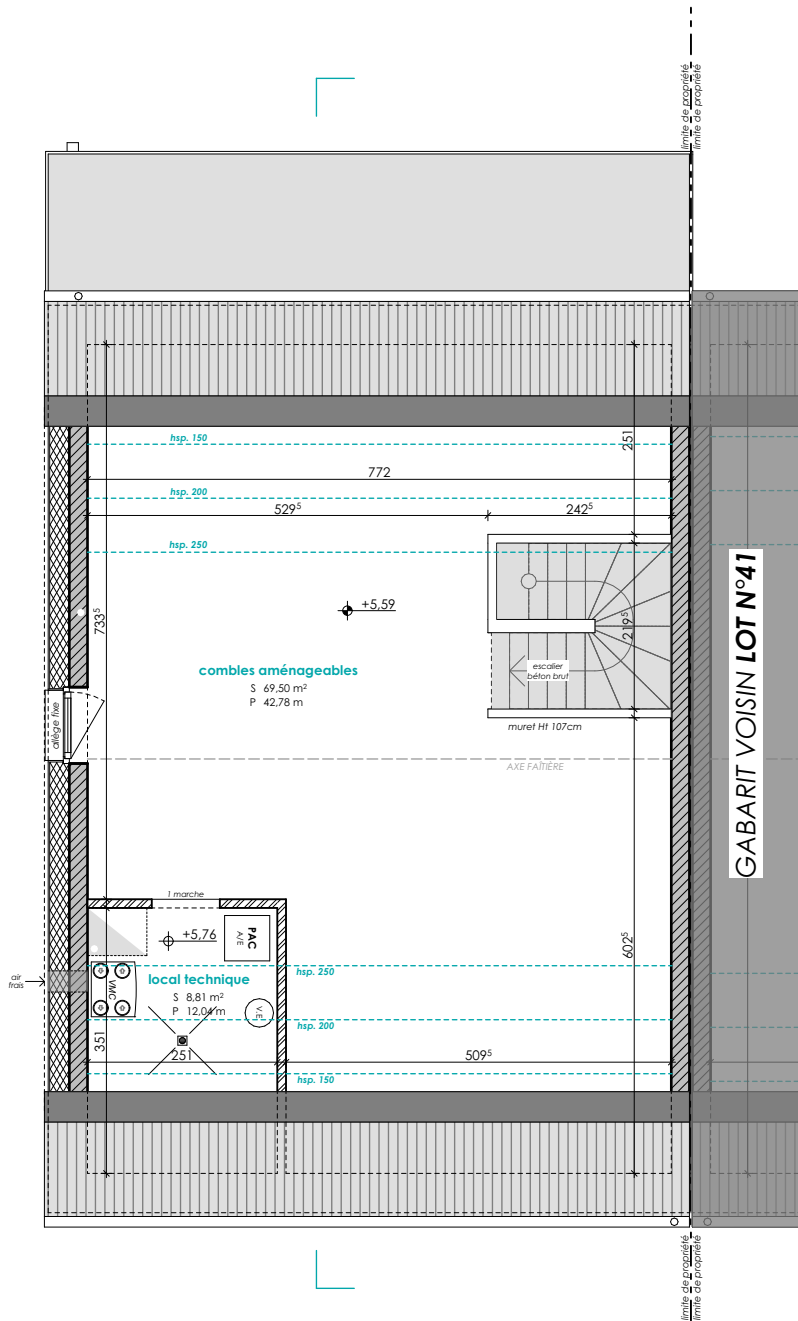 limite de propriété
limite de propriété
hsp. 150
251
772
hsp. 200
529⁵
242⁵
hsp. 250
+5,59
733⁵
219⁵
combles aménageables
S 69,50 m²
P 42,78 m
escalier
béton brut
allège fixe
muret Ht 107cm
AXE FAÎTIÈRE
GABARIT VOISIN LOT N°41
1 marche
+5,76
PAC
A/E
602⁵
air
frais
VMC
local technique
hsp. 250
S 8,81 m²
P 12,04 m
V.E
hsp. 200
351
251
509⁵
hsp. 150
limite de propriété
limite de propriété